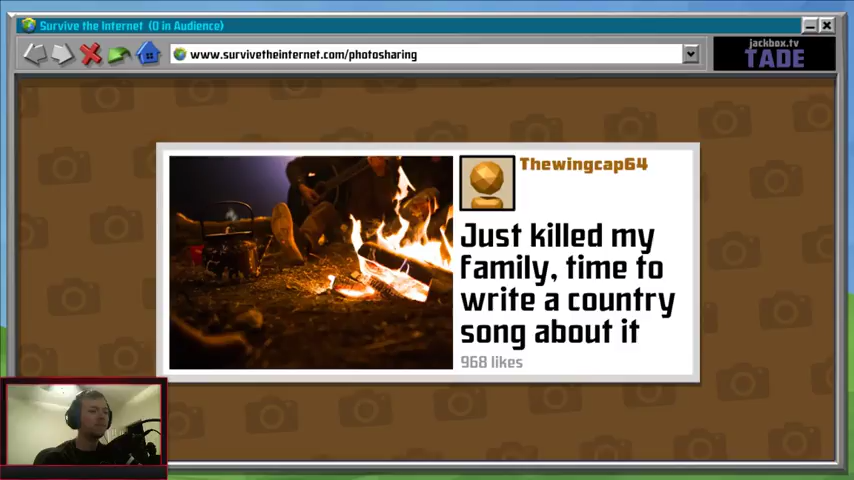 Survive the Internet (0 in Audience)
www.survivetheinternet.com/photosharing
jackbox.tv
TADE
Thewingcap64
Just killed my
family, time to
write a country
song about it
968 likes